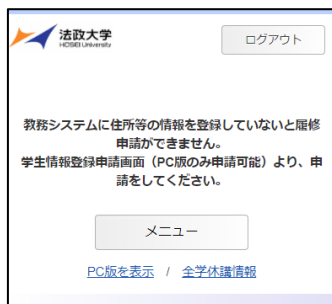 法政大学
HOSEI University
ログアウト
教務システムに住所等の情報を登録していないと履修
申請ができません。
学生情報登録申請画面（PC版のみ申請可能）より、申
請をしてください。
メニュー
PC版を表示 / 全学休講情報